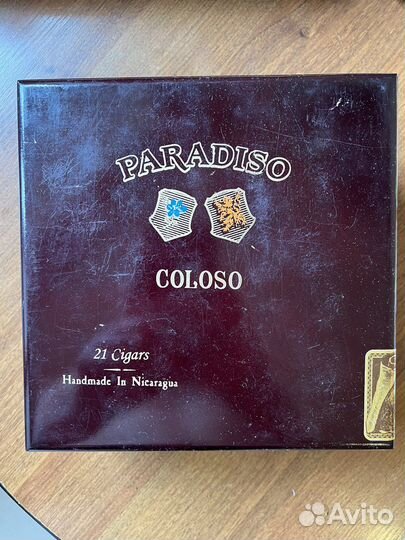 PARADISO
COLOSO
21 Cigars
Handmade In Nicaragua
Avito